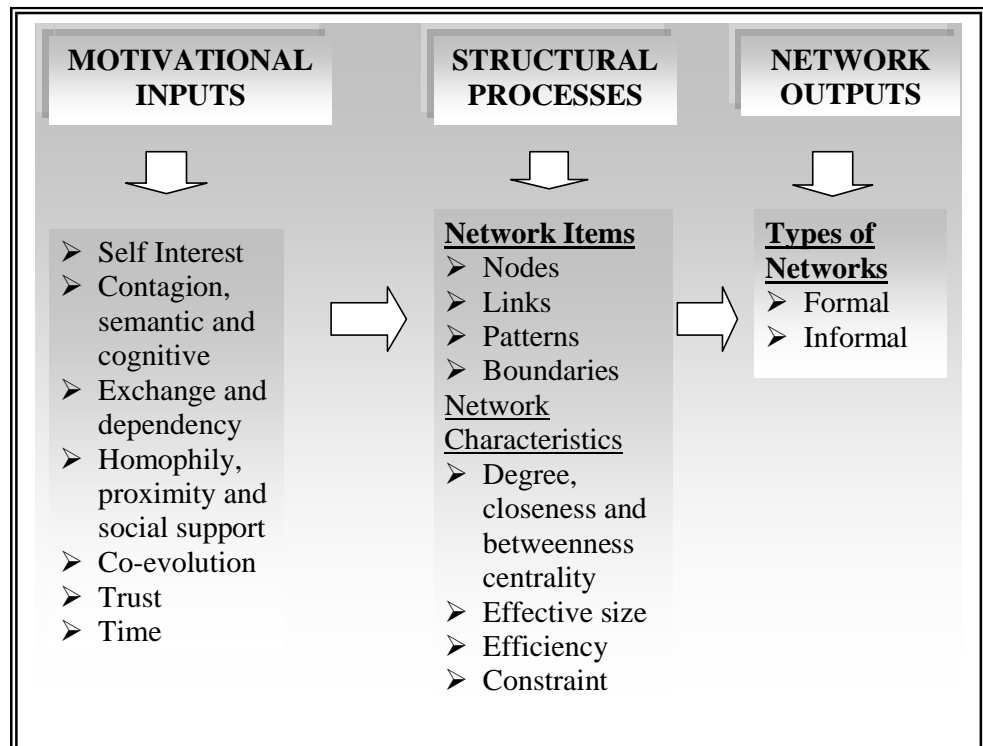 MOTIVATIONAL
INPUTS
STRUCTURAL
PROCESSES
NETWORK
OUTPUTS
➢ Self Interest
➢ Contagion,
semantic and
cognitive
➢ Exchange and
dependency
➢ Homophily,
proximity and
social support
➢ Co-evolution
➢ Trust
➢ Time
Network Items
➢ Nodes
➢ Links
➢ Patterns
➢ Boundaries
Network
Characteristics
➢ Degree,
closeness and
betweenness
centrality
➢ Effective size
➢ Efficiency
➢ Constraint
Types of
Networks
➢ Formal
➢ Informal